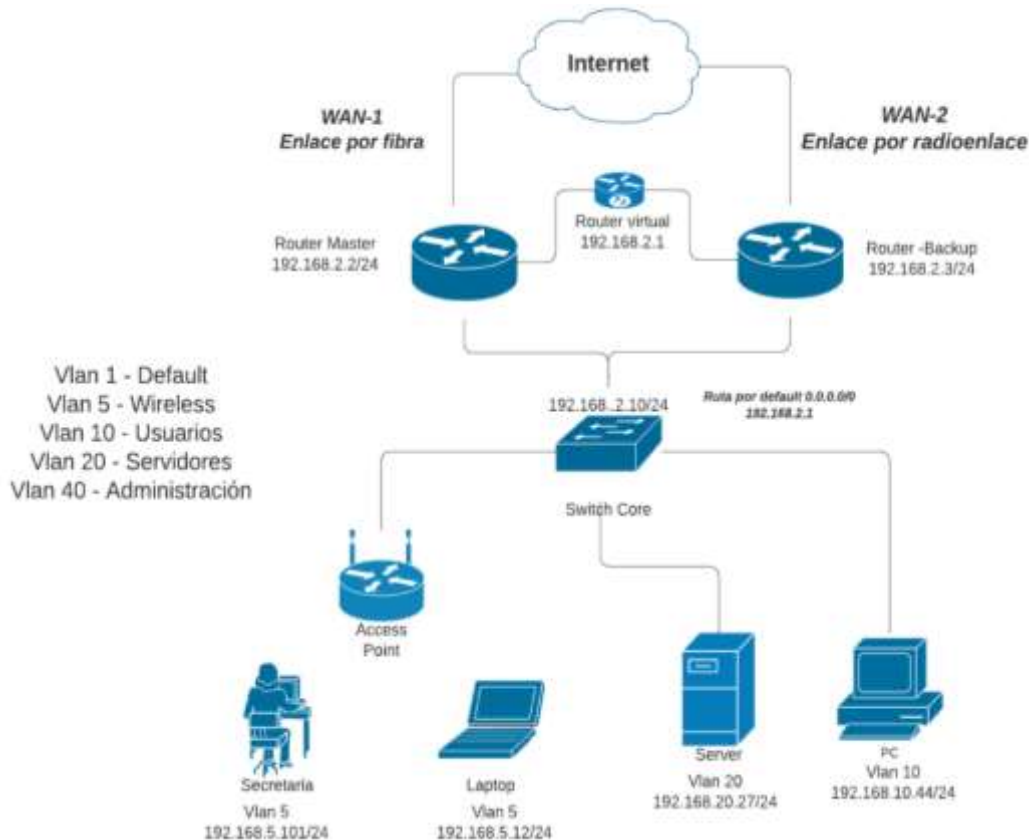 Internet
WAN-1
Enlace por fibra
WAN-2
Enlace por radioenlace
Router virtual
192.168.2.1
Router Master
192.168.2.2/24
Router -Backup
192.168.2.3/24
Vlan 1 - Default
Vlan 5 - Wireless
Vlan 10 - Usuarios
Vlan 20 - Servidores
Vlan 40 - Administración
192.168..2.10/24
Ruta por default 0.0.0.0/0
192.168.2.1
Switch Core
Access
Point
Secretaria
Vlan 5
192.168.5.101/24
Laptop
Vlan 5
192.168.5.12/24
Server
Vlan 20
192.168.20.27/24
PC
Vlan 10
192.168.10.44/24